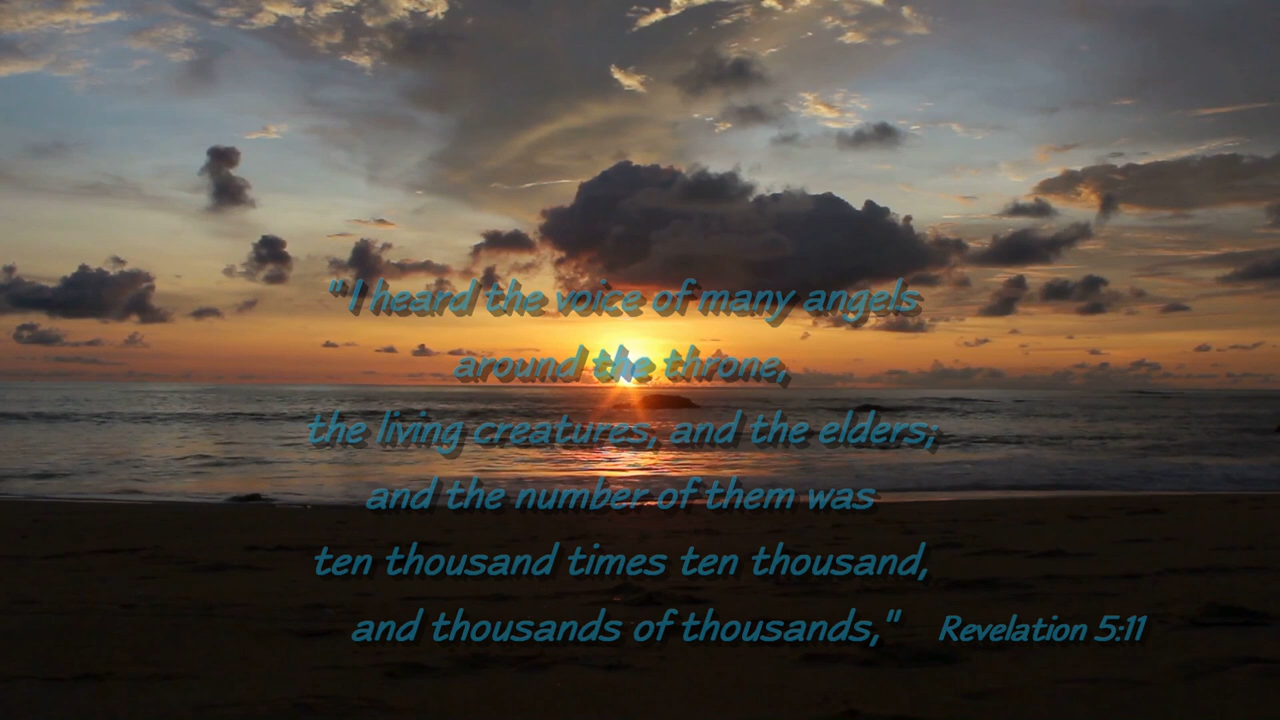 "I heard the voice of many angels
around the throne,
the living creatures, and the elders;
and the number of them was
ten thousand times ten thousand,
and thousands of thousands," Revelation 5:11